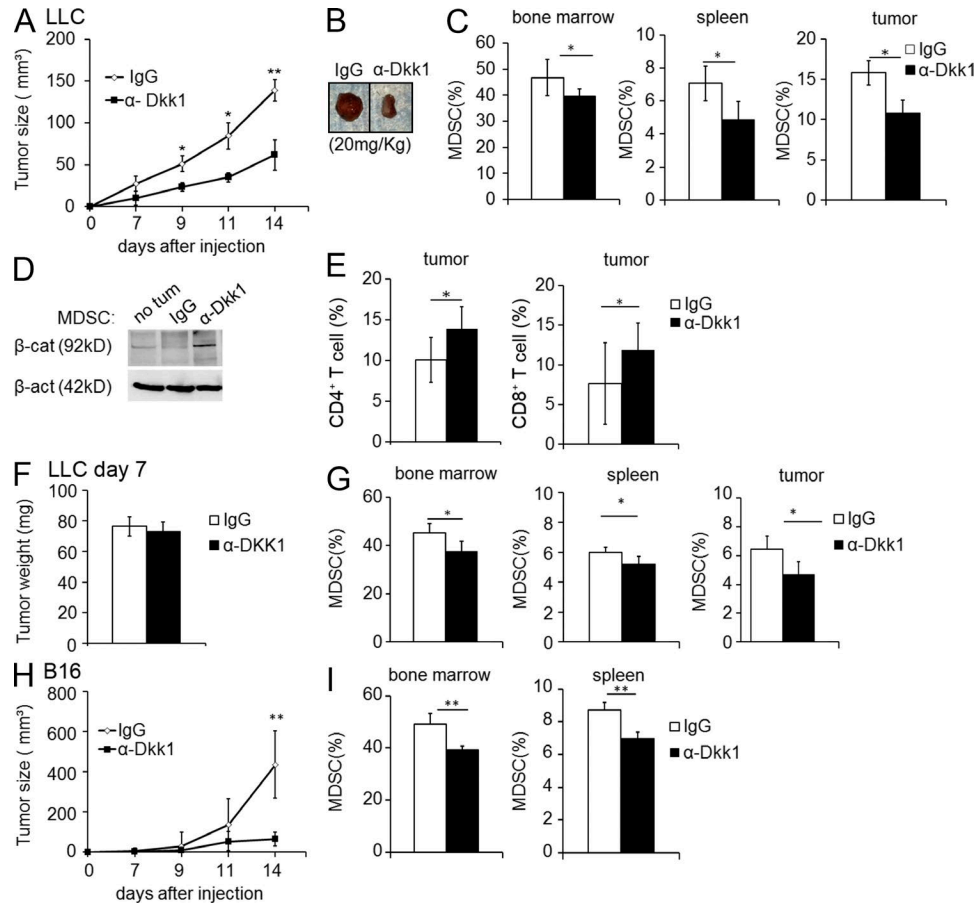 A LLC
Tumor size ( mm³)
200
150
100
50
0
IgG
α- Dkk1
*
*
**
0 7 9 11 14
days after injection
B
IgG α-Dkk1
(20mg/Kg)
C
bone marrow
MDSC(%)
60
50
40
30
20
10
0
*
spleen
MDSC(%)
10
8
6
4
2
0
*
tumor
MDSC(%)
20
15
10
5
0
*
IgG
α-Dkk1
D
MDSC: no tum IgG α-Dkk1
β-cat (92kD)
β-act (42kD)
E
tumor
CD4⁺ T cell (%)
20
15
10
5
0
*
tumor
CD8⁺ T cell (%)
20
15
10
5
0
*
IgG
α-Dkk1
F LLC day 7
Tumor weight (mg)
100
80
60
40
20
0
IgG
α-DKK1
G
bone marrow
MDSC(%)
60
40
20
0
*
spleen
MDSC(%)
10
8
6
4
2
0
*
tumor
MDSC(%)
10
8
6
4
2
0
*
IgG
α-Dkk1
H B16
Tumor size ( mm³)
800
600
400
200
0
IgG
α-Dkk1
**
0 7 9 11 14
days after injection
I
bone marrow
MDSC(%)
60
40
20
0
**
spleen
MDSC(%)
10
8
6
4
2
0
**
IgG
α-Dkk1